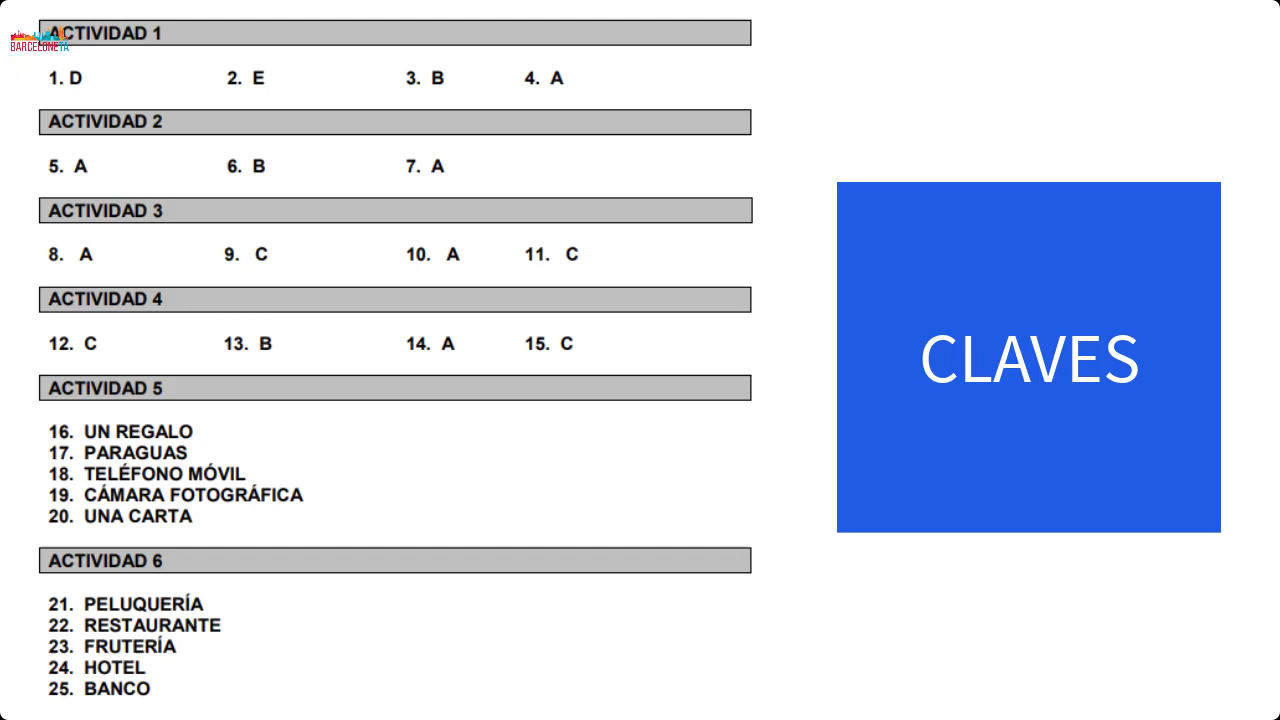 ACTIVIDAD 1
BARCELONETA
1. D 2. E 3. B 4. A
ACTIVIDAD 2
5. A 6. B 7. A
ACTIVIDAD 3
8. A 9. C 10. A 11. C
ACTIVIDAD 4
12. C 13. B 14. A 15. C
ACTIVIDAD 5
16. UN REGALO
17. PARAGUAS
18. TELÉFONO MÓVIL
19. CÁMARA FOTOGRÁFICA
20. UNA CARTA
ACTIVIDAD 6
21. PELUQUERÍA
22. RESTAURANTE
23. FRUTERÍA
24. HOTEL
25. BANCO
CLAVES